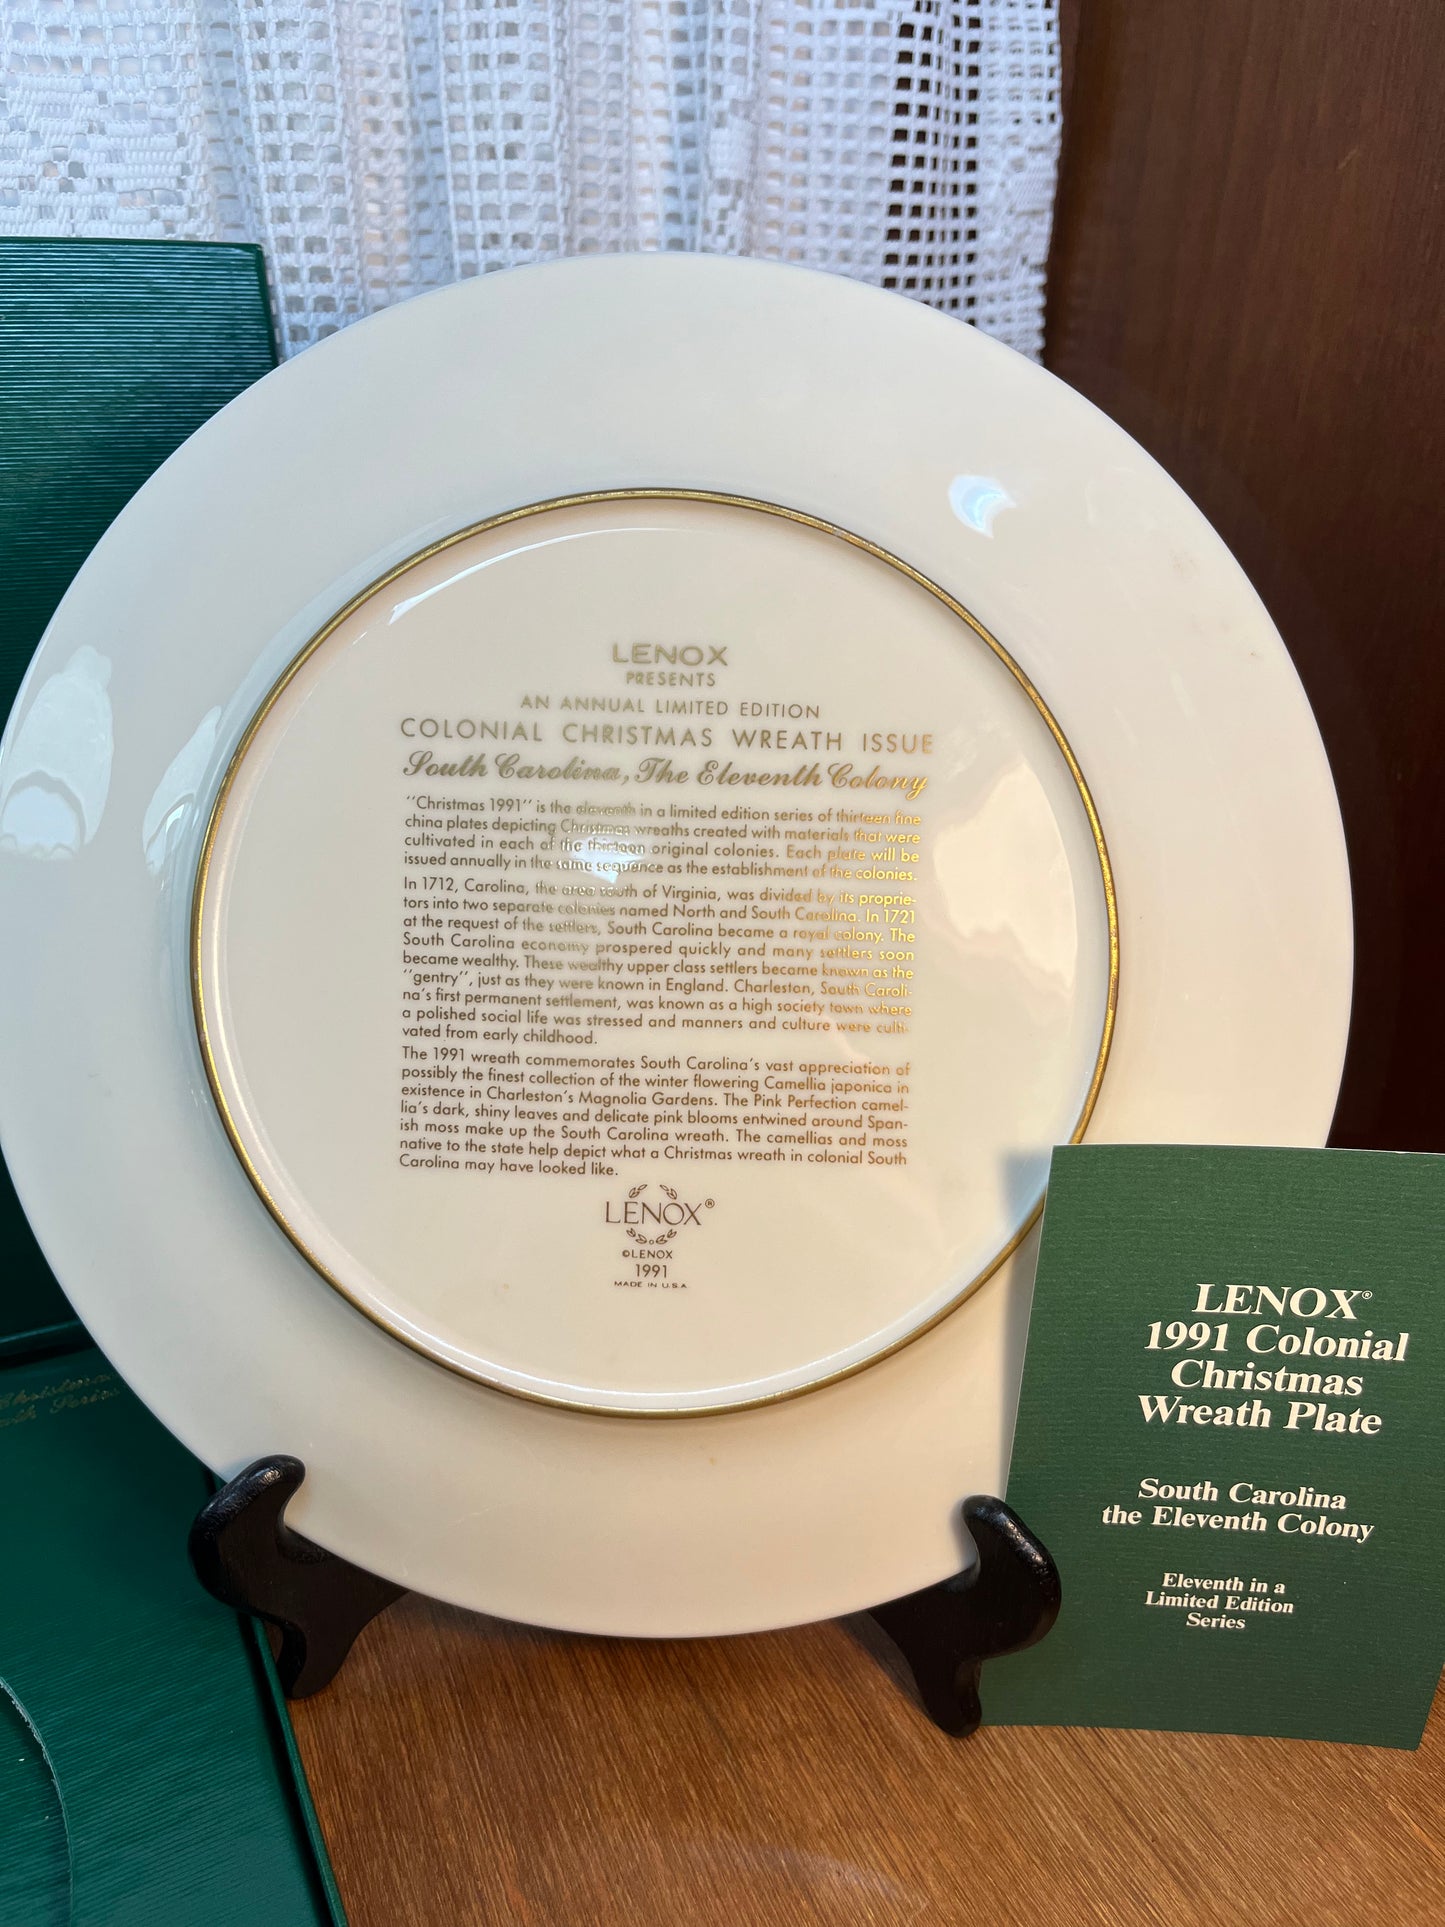 LENOX
PRESENTS
AN ANNUAL LIMITED EDITION
COLONIAL CHRISTMAS WREATH ISSUE
South Carolina, The Eleventh Colony
"Christmas 1991" is the eleventh in a limited edition series of thirteen fine
china plates depicting Christmas wreaths created with materials that were
cultivated in each of the thirteen original colonies. Each plate will be
issued annually in the same sequence as the establishment of the colonies.
In 1712, Carolina, the area south of Virginia, was divided by its proprie-
tors into two separate colonies named North and South Carolina. In 1721
at the request of the settlers, South Carolina became a royal colony. The
South Carolina economy prospered quickly and many settlers soon
became wealthy. These wealthy upper class settlers became known as the
"gentry", just as they were known in England. Charleston, South Caroli-
na's first permanent settlement, was known as a high society town where
a polished social life was stressed and manners and culture were culti-
vated from early childhood.
The 1991 wreath commemorates South Carolina's vast appreciation of
possibly the finest collection of the winter flowering Camellia japonica in
existence in Charleston's Magnolia Gardens. The Pink Perfection camel-
lia's dark, shiny leaves and delicate pink blooms entwined around Span-
ish moss make up the South Carolina wreath. The camellias and moss
native to the state help depict what a Christmas wreath in colonial South
Carolina may have looked like.
LENOX®
©LENOX
1991
MADE IN U.S.A.
LENOX®
1991 Colonial
Christmas
Wreath Plate
South Carolina
the Eleventh Colony
Eleventh in a
Limited Edition
Series
Christmas
Series